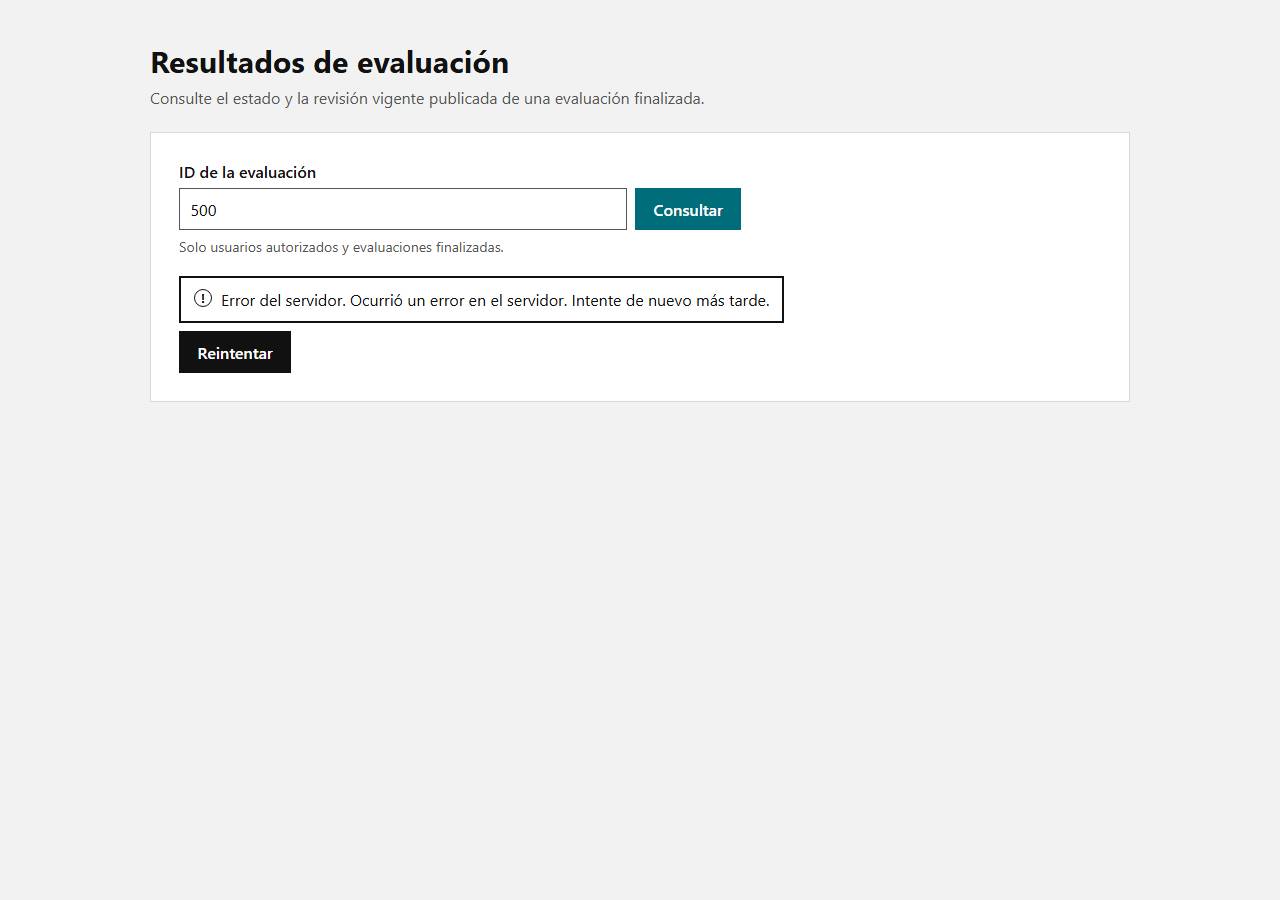 Resultados de evaluación
Consulte el estado y la revisión vigente publicada de una evaluación finalizada.
ID de la evaluación
500
Consultar
Solo usuarios autorizados y evaluaciones finalizadas.
! Error del servidor. Ocurrió un error en el servidor. Intente de nuevo más tarde.
Reintentar